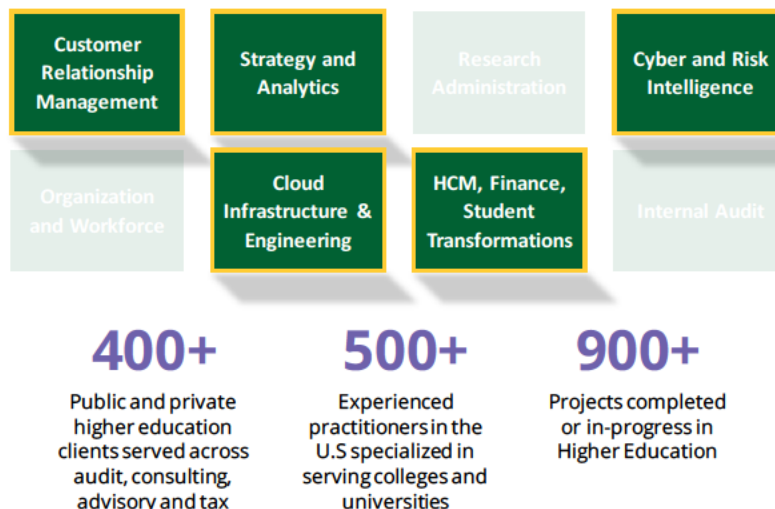 Customer
Relationship
Management
Strategy and
Analytics
Research
Administration
Cyber and Risk
Intelligence
Organization
and Workforce
Cloud
Infrastructure &
Engineering
HCM, Finance,
Student
Transformations
Internal Audit
400+
Public and private
higher education
clients served across
audit, consulting,
advisory and tax
500+
Experienced
practitioners in the
U.S specialized in
serving colleges and
universities
900+
Projects completed
or in-progress in
Higher Education